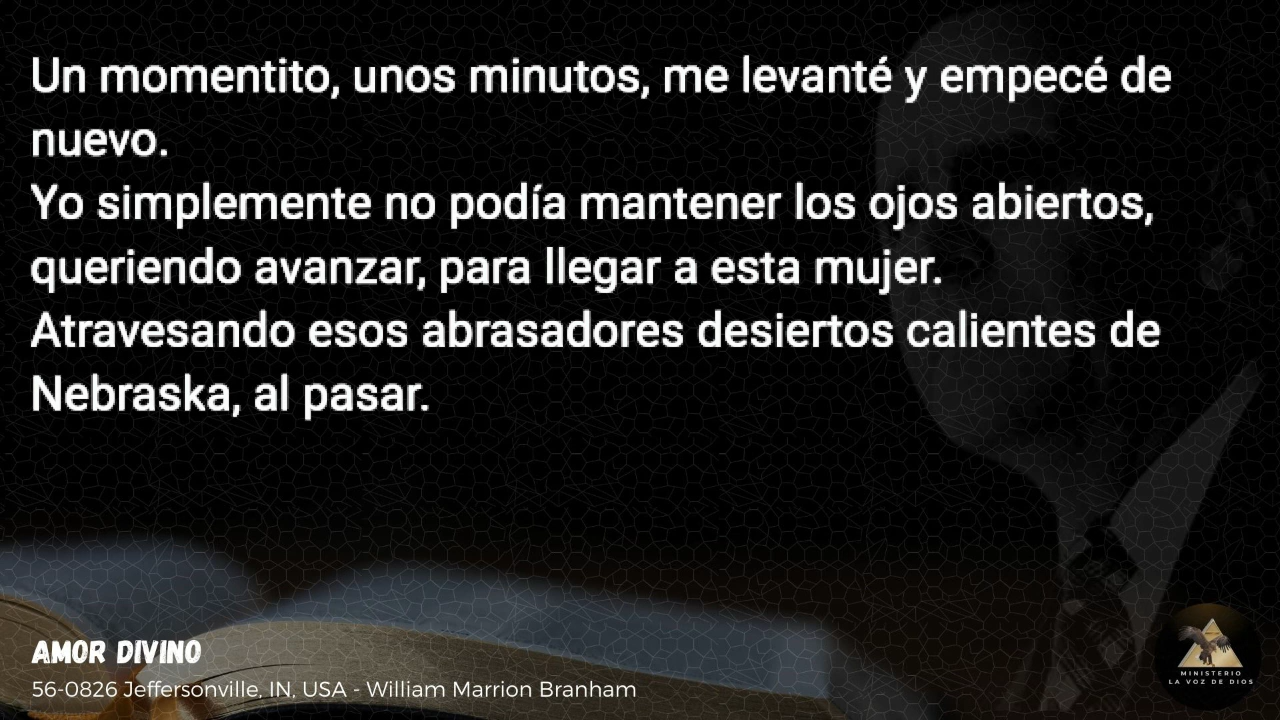 Un momentito, unos minutos, me levanté y empecé de
nuevo.
Yo simplemente no podía mantener los ojos abiertos,
queriendo avanzar, para llegar a esta mujer.
Atravesando esos abrasadores desiertos calientes de
Nebraska, al pasar.
AMOR DIVINO
56-0826 Jeffersonville, IN, USA - William Marrion Branham
MINISTERIO
LA VOZ DE DIOS